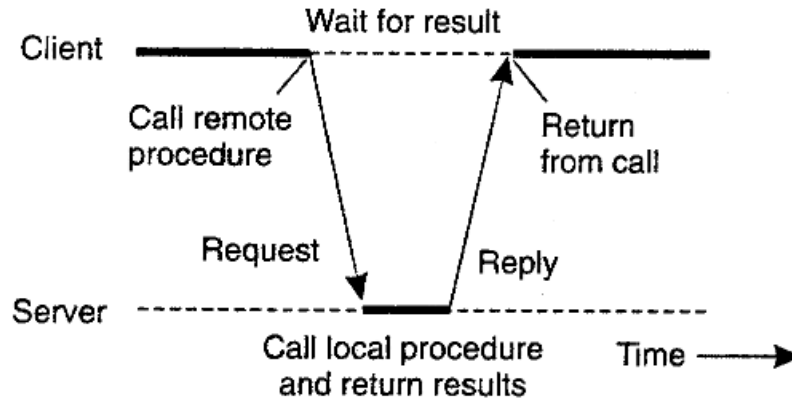 Wait for result
Client
Call remote
procedure
Return
from call
Request
Reply
Server
Call local procedure
and return results
Time